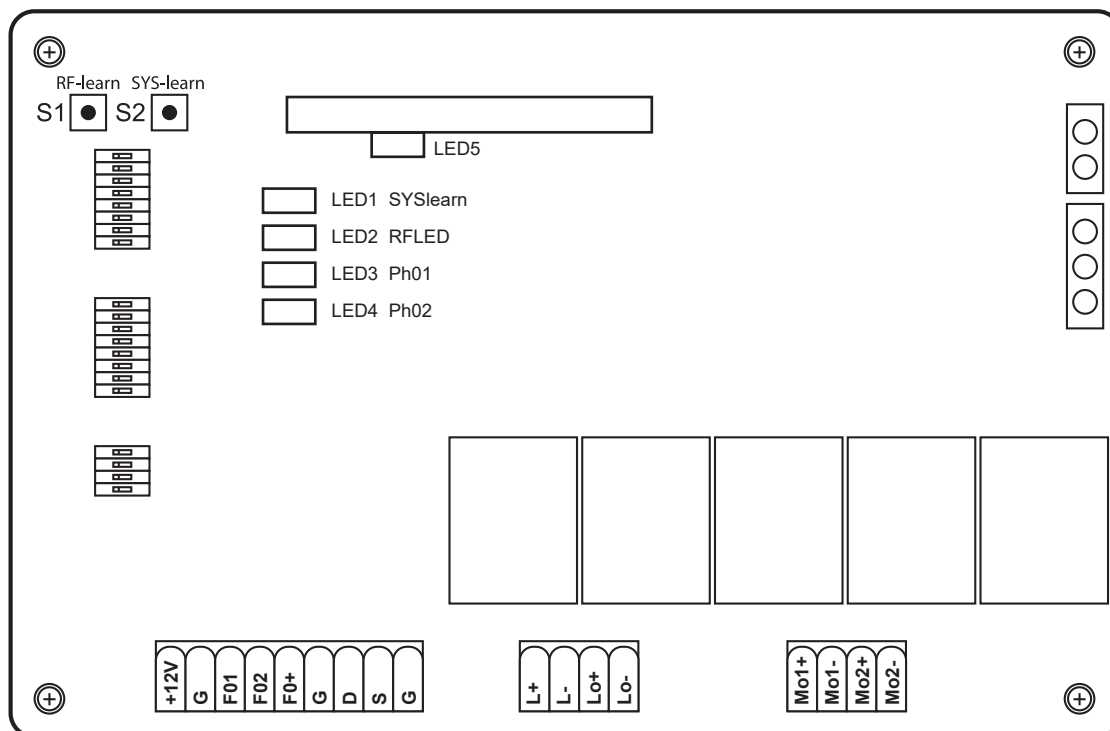 RF-learn SYS-learn
S1 S2
LED5
LED1 SYSlearn
LED2 RFLED
LED3 Ph01
LED4 Ph02
+12V G F01 F02 F0+ G D S G
L+ L- Lo+ Lo-
Mo1+ Mo1- Mo2+ Mo2-